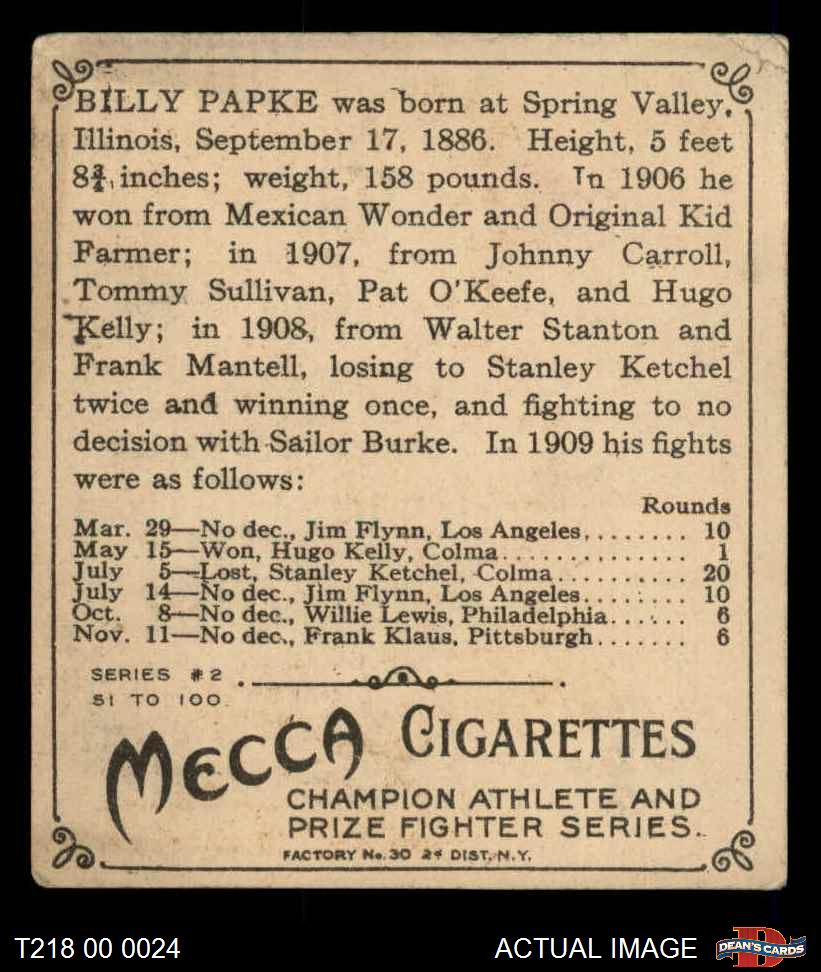 BILLY PAPKE was born at Spring Valley,
Illinois, September 17, 1886. Height, 5 feet
8¾ inches; weight, 158 pounds. In 1906 he
won from Mexican Wonder and Original Kid
Farmer; in 1907, from Johnny Carroll,
Tommy Sullivan, Pat O'Keefe, and Hugo
Kelly; in 1908, from Walter Stanton and
Frank Mantell, losing to Stanley Ketchel
twice and winning once, and fighting to no
decision with Sailor Burke. In 1909 his fights
were as follows:
Rounds
Mar. 29—No dec., Jim Flynn, Los Angeles........ 10
May 15—Won, Hugo Kelly, Colma.............. 1
July 5—Lost, Stanley Ketchel, Colma.......... 20
July 14—No dec., Jim Flynn, Los Angeles........ 10
Oct. 8—No dec., Willie Lewis, Philadelphia...... 6
Nov. 11—No dec., Frank Klaus, Pittsburgh....... 6
SERIES #2
51 TO 100.
MECCA CIGARETTES
CHAMPION ATHLETE AND
PRIZE FIGHTER SERIES.
FACTORY No. 30 2d DIST. N.Y.
T218 00 0024 ACTUAL IMAGE DEAN'S CARDS